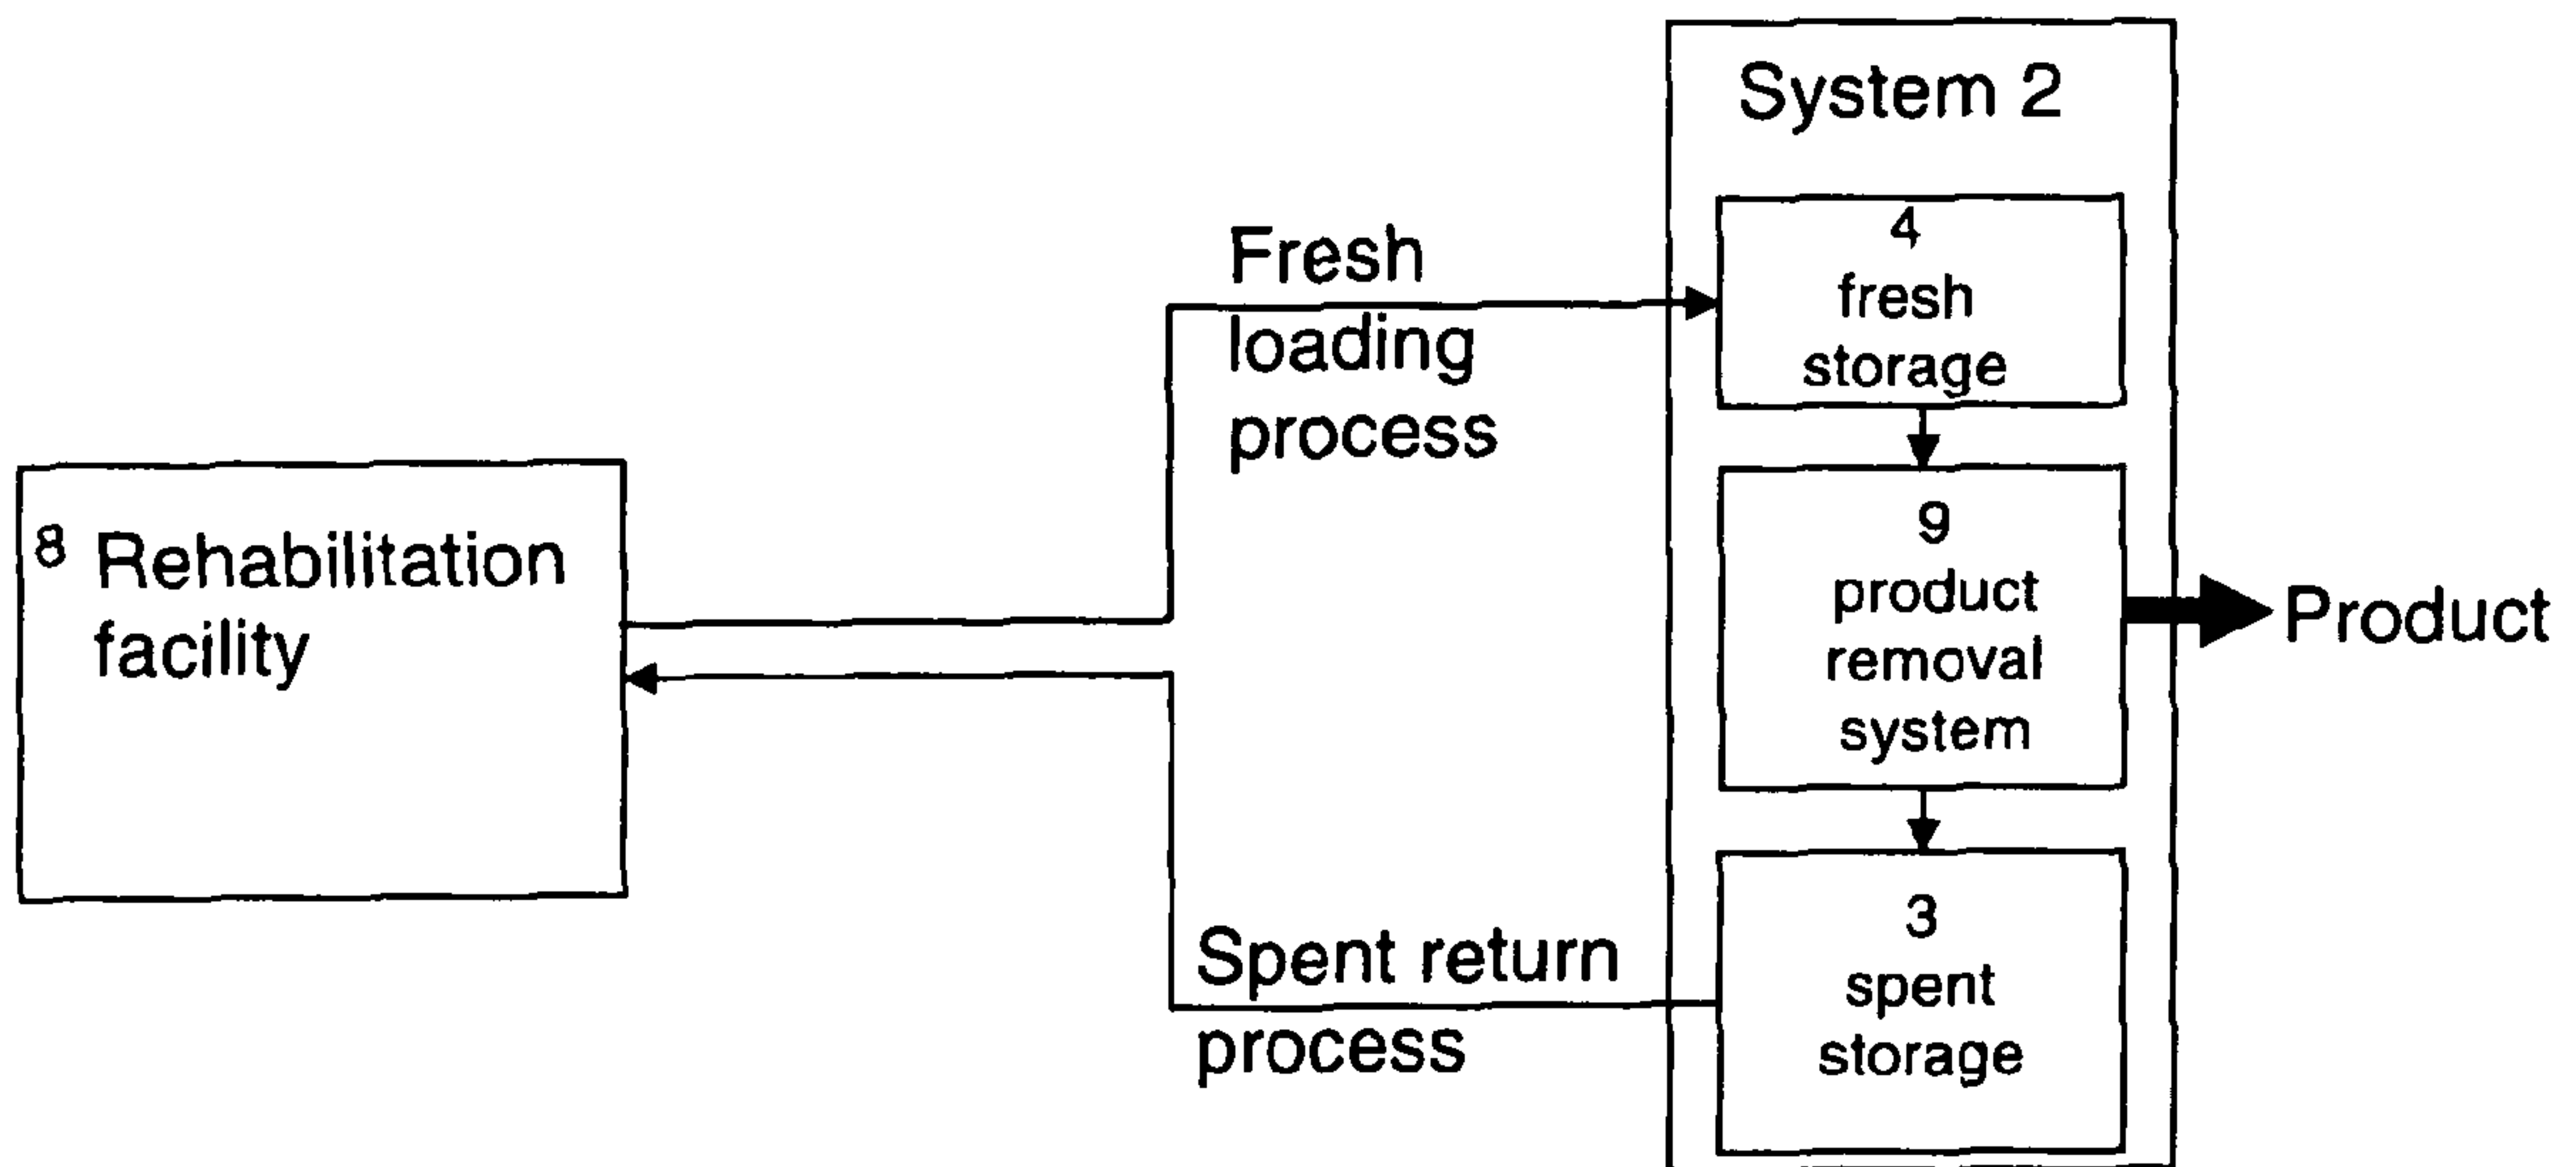 System 2
4
fresh
storage
Fresh
loading
process
8 Rehabilitation
facility
9
product
removal
system
Product
3
spent
storage
Spent return
process